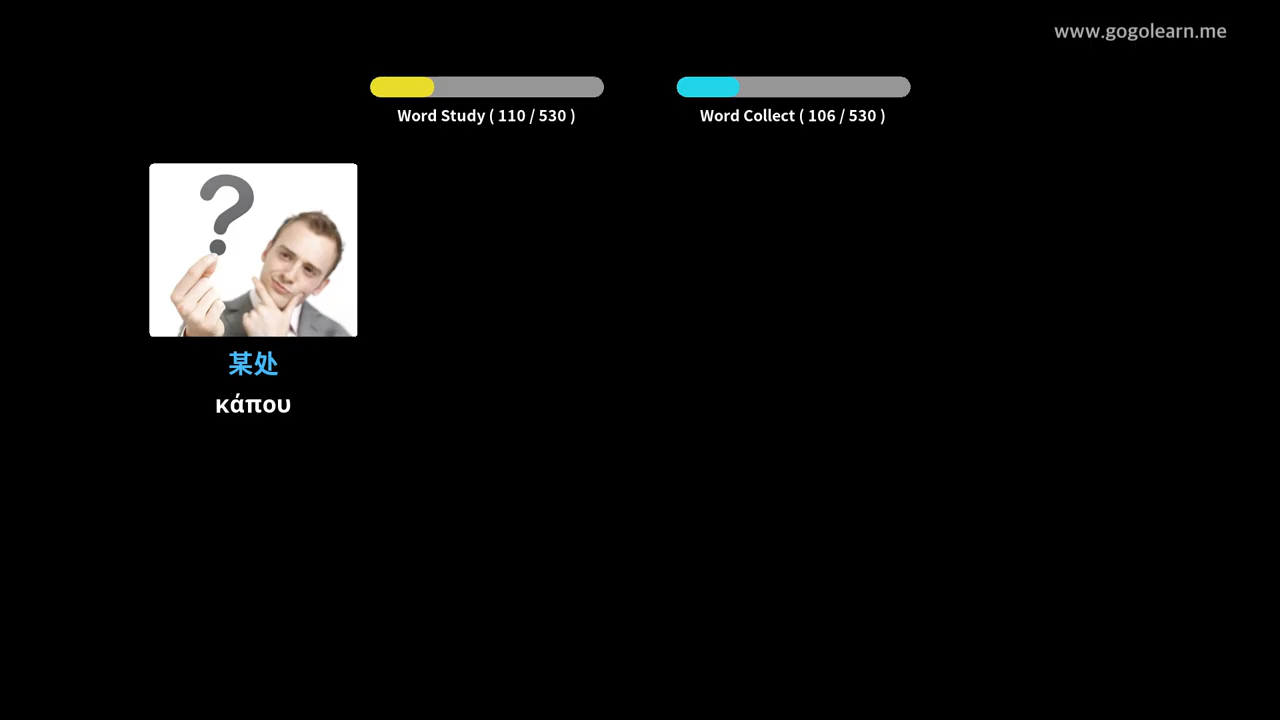 www.gogolearn.me
Word Study ( 110 / 530 )
Word Collect ( 106 / 530 )
?
某处
κάπου